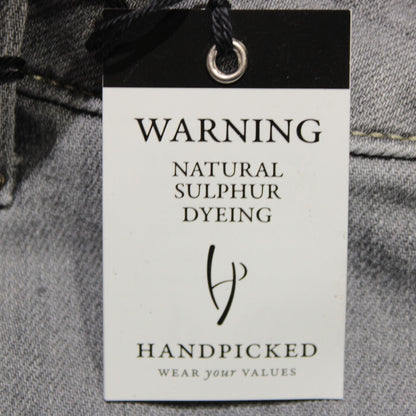 WARNING
NATURAL
SULPHUR
DYEING
HANDPICKED
WEAR your VALUES